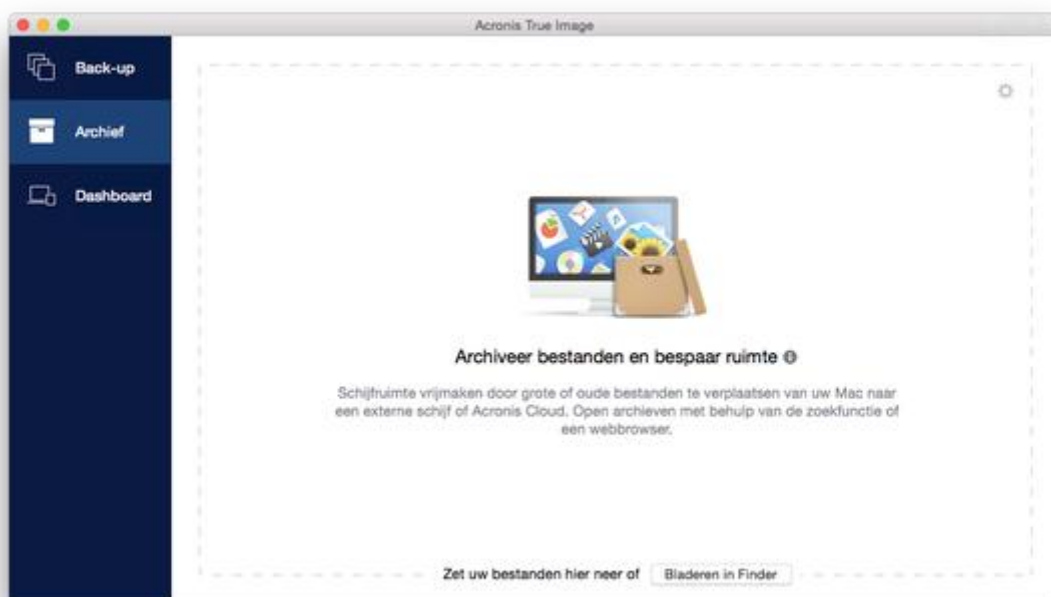 Acronis True Image
Back-up
Archief
Dashboard
Archiveer bestanden en bespaar ruimte
Schijfruimte vrijmaken door grote of oude bestanden te verplaatsen van uw Mac naar
een externe schijf of Acronis Cloud. Open archieven met behulp van de zoekfunctie of
een webbrowser.
Zet uw bestanden hier neer of Bladeren in Finder